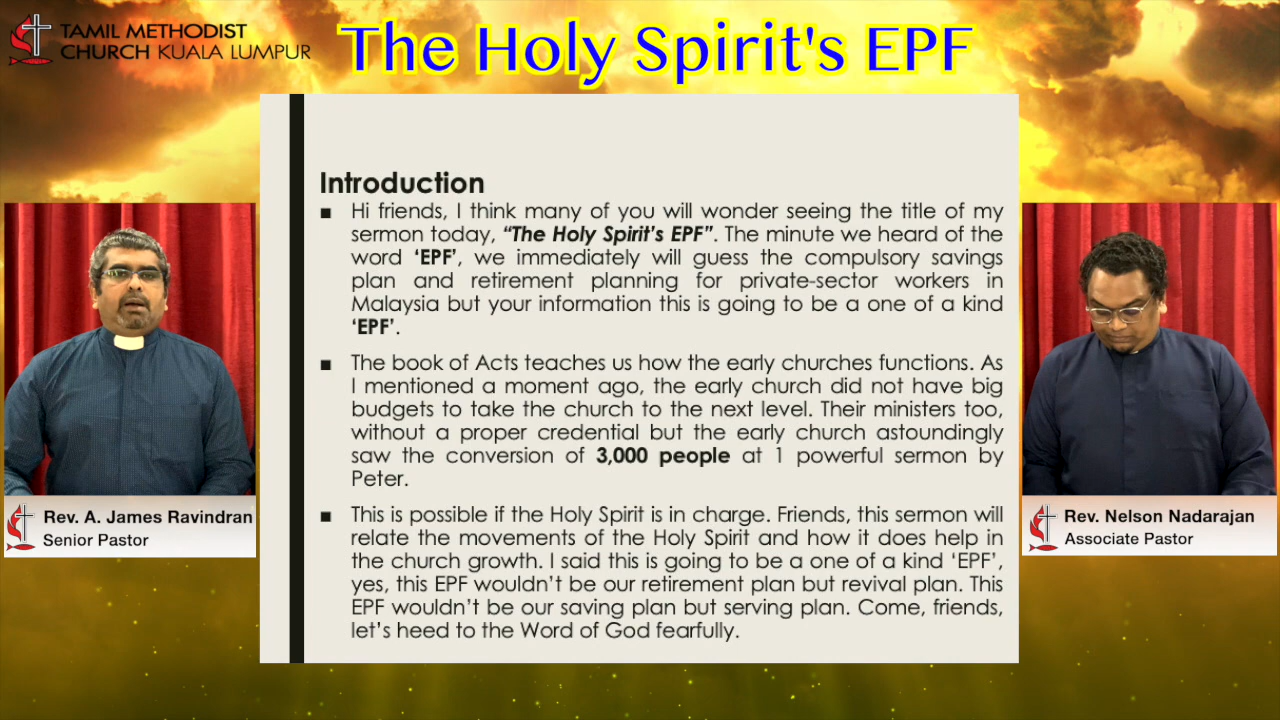 TAMIL METHODIST
CHURCH KUALA LUMPUR
The Holy Spirit's EPF
Introduction
■ Hi friends, I think many of you will wonder seeing the title of my
sermon today, “The Holy Spirit’s EPF”. The minute we heard of the
word ‘EPF’, we immediately will guess the compulsory savings
plan and retirement planning for private-sector workers in
Malaysia but your information this is going to be a one of a kind
‘EPF’.
■ The book of Acts teaches us how the early churches functions. As
I mentioned a moment ago, the early church did not have big
budgets to take the church to the next level. Their ministers too,
without a proper credential but the early church astoundingly
saw the conversion of 3,000 people at 1 powerful sermon by
Peter.
■ This is possible if the Holy Spirit is in charge. Friends, this sermon will
relate the movements of the Holy Spirit and how it does help in
the church growth. I said this is going to be a one of a kind ‘EPF’,
yes, this EPF wouldn’t be our retirement plan but revival plan. This
EPF wouldn’t be our saving plan but serving plan. Come, friends,
let’s heed to the Word of God fearfully.
Rev. A. James Ravindran
Senior Pastor
Rev. Nelson Nadarajan
Associate Pastor